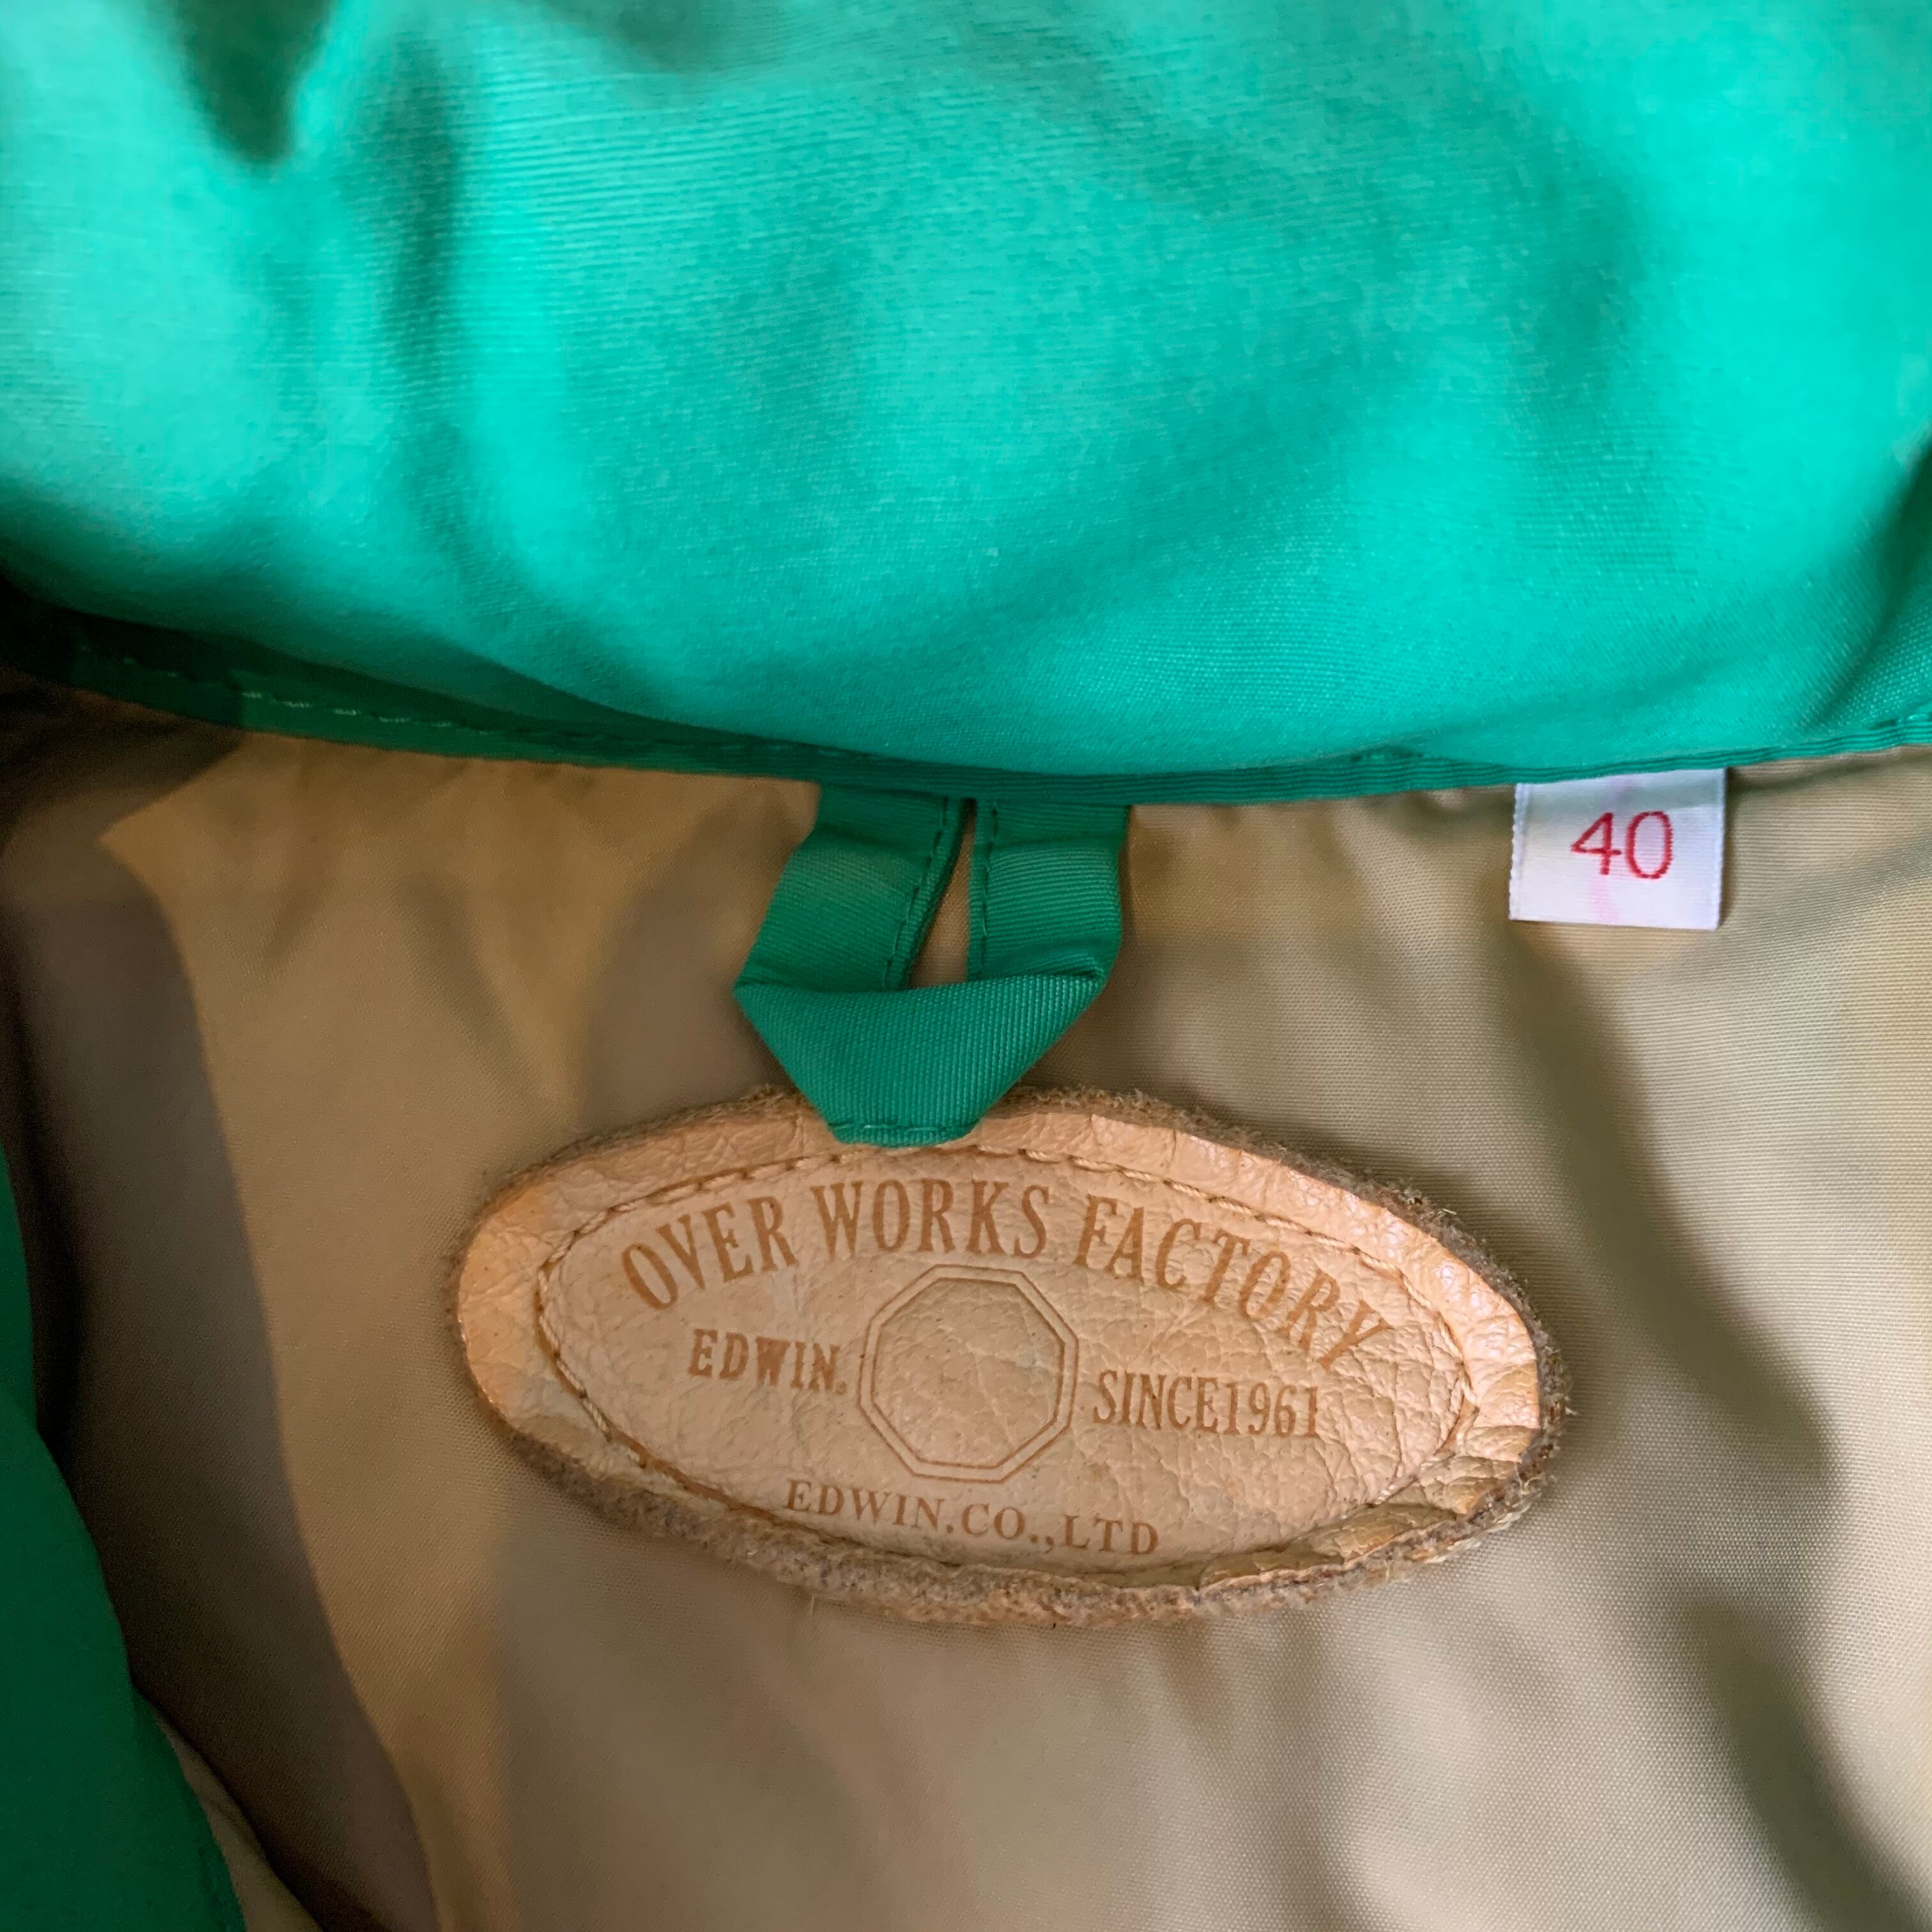 40
OVER WORKS FACTORY
EDWIN. SINCE1961
EDWIN.CO.,LTD